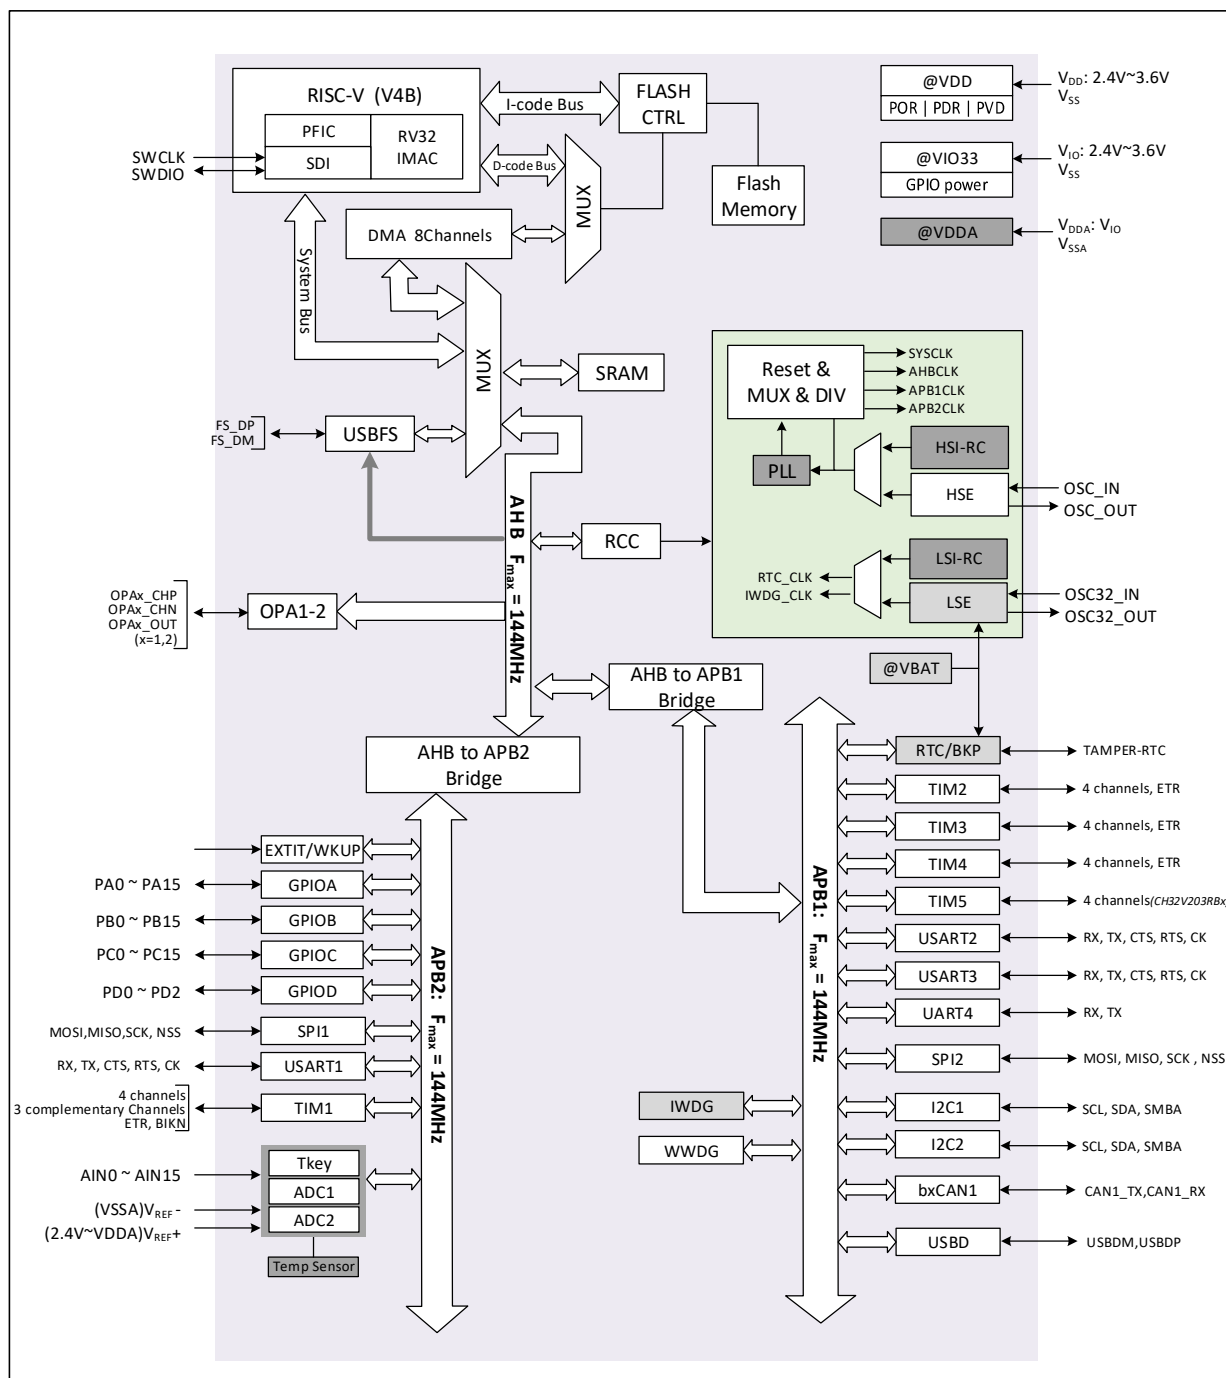 RISC-V (V4B)
PFIC
SDI
RV32
IMAC
SWCLK
SWDIO
I-code Bus
D-code Bus
FLASH
CTRL
MUX
Flash
Memory
DMA 8Channels
System Bus
MUX
SRAM
FS_DP
FS_DM
USBFS
@VDD
POR | PDR | PVD
VDD: 2.4V~3.6V
VSS
@VIO33
GPIO power
VIO: 2.4V~3.6V
VSS
@VDDA
VDDA: VIO
VSSA
Reset &
MUX & DIV
SYSCLK
AHBCLK
APB1CLK
APB2CLK
PLL
HSI-RC
HSE
OSC_IN
OSC_OUT
RCC
LSI-RC
LSE
RTC_CLK
IWDG_CLK
OSC32_IN
OSC32_OUT
@VBAT
AHB Fmax = 144MHz
OPAx_CHP
OPAx_CHN
OPAx_OUT
(x=1,2)
OPA1-2
AHB to APB1
Bridge
AHB to APB2
Bridge
EXTIT/WKUP
PA0 ~ PA15
GPIOA
PB0 ~ PB15
GPIOB
PC0 ~ PC15
GPIOC
PD0 ~ PD2
GPIOD
MOSI,MISO,SCK, NSS
SPI1
RX, TX, CTS, RTS, CK
USART1
4 channels
3 complementary Channels
ETR, BIKN
TIM1
AIN0 ~ AIN15
(VSSA)VREF -
(2.4V~VDDA)VREF+
Tkey
ADC1
ADC2
Temp Sensor
APB2: Fmax = 144MHz
APB1: Fmax = 144MHz
IWDG
WWDG
RTC/BKP
TAMPER-RTC
TIM2
4 channels, ETR
TIM3
4 channels, ETR
TIM4
4 channels, ETR
TIM5
4 channels(CH32V203RBx
USART2
RX, TX, CTS, RTS, CK
USART3
RX, TX, CTS, RTS, CK
UART4
RX, TX
SPI2
MOSI, MISO, SCK , NSS
I2C1
SCL, SDA, SMBA
I2C2
SCL, SDA, SMBA
bxCAN1
CAN1_TX,CAN1_RX
USBD
USBDM,USBDP